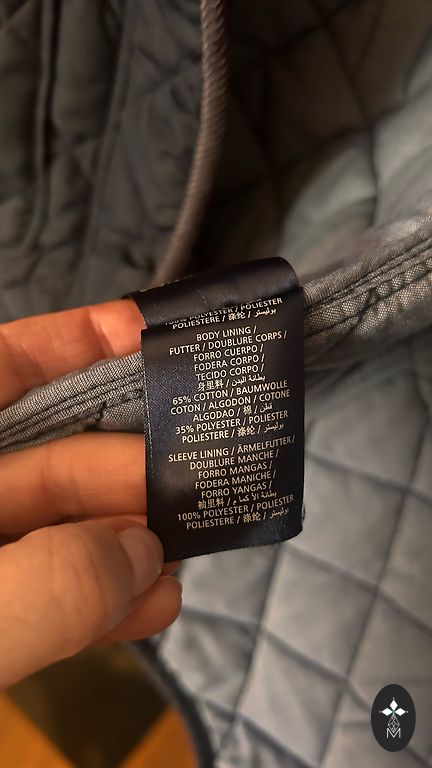 100% POLYESTER / POLIESTER
POLIESTERE / 涤纶 / بوليستر
BODY LINING /
FUTTER / DOUBLURE CORPS /
FORRO CUERPO /
FODERA CORPO /
TECIDO CORPO /
身里料 / بطانة البدن /
65% COTTON / BAUMWOLLE
COTON / ALGODON / COTONE
ALGODAO / 棉 / قطن /
35% POLYESTER / POLIESTER
POLIESTERE / 涤纶 / بوليستر
SLEEVE LINING / ÄRMELFUTTER /
DOUBLURE MANCHE /
FORRO MANGAS /
FODERA MANICHE /
FORRO YANGAS /
袖里料 / بطانة الأكمام /
100% POLYESTER / POLIESTER
POLIESTERE / 涤纶 / بوليستر
M